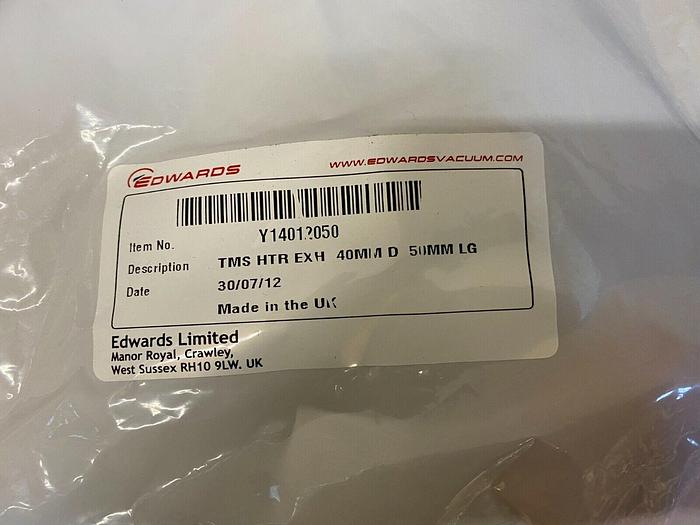 EDWARDS
WWW.EDWARDSVACUUM.COM
Item No. Y14012050
Description TMS HTR EXH 40MM D 50MM LG
Date 30/07/12
Made in the UK
Edwards Limited
Manor Royal, Crawley,
West Sussex RH10 9LW. UK